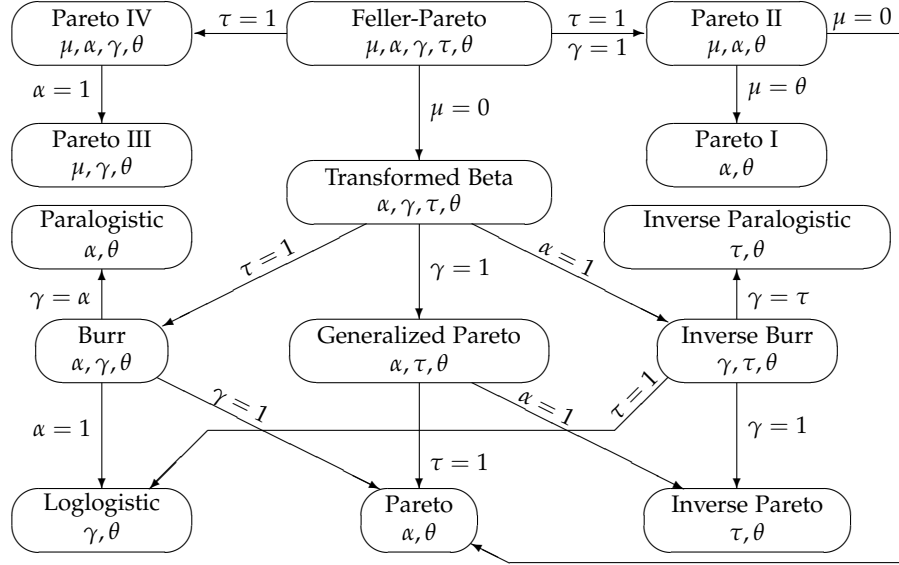 Pareto IV
μ, α, γ, θ
τ = 1
Feller-Pareto
μ, α, γ, τ, θ
τ = 1
γ = 1
Pareto II
μ, α, θ
μ = 0
α = 1
μ = 0
μ = θ
Pareto III
μ, γ, θ
Pareto I
α, θ
Transformed Beta
α, γ, τ, θ
Paralogistic
α, θ
Inverse Paralogistic
τ, θ
τ = 1
γ = 1
α = 1
γ = α
γ = τ
Burr
α, γ, θ
Generalized Pareto
α, τ, θ
Inverse Burr
γ, τ, θ
α = 1
γ = 1
τ = 1
α = 1
τ = 1
γ = 1
Loglogistic
γ, θ
Pareto
α, θ
Inverse Pareto
τ, θ